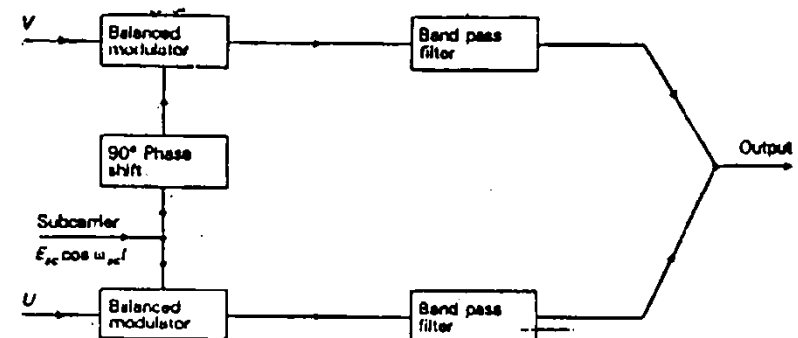 V
Balanced
modulator
Band pass
filter
90° Phase
shift
Output
Subcarrier
E_sc cos ω_sc t
U
Balanced
modulator
Band pass
filter